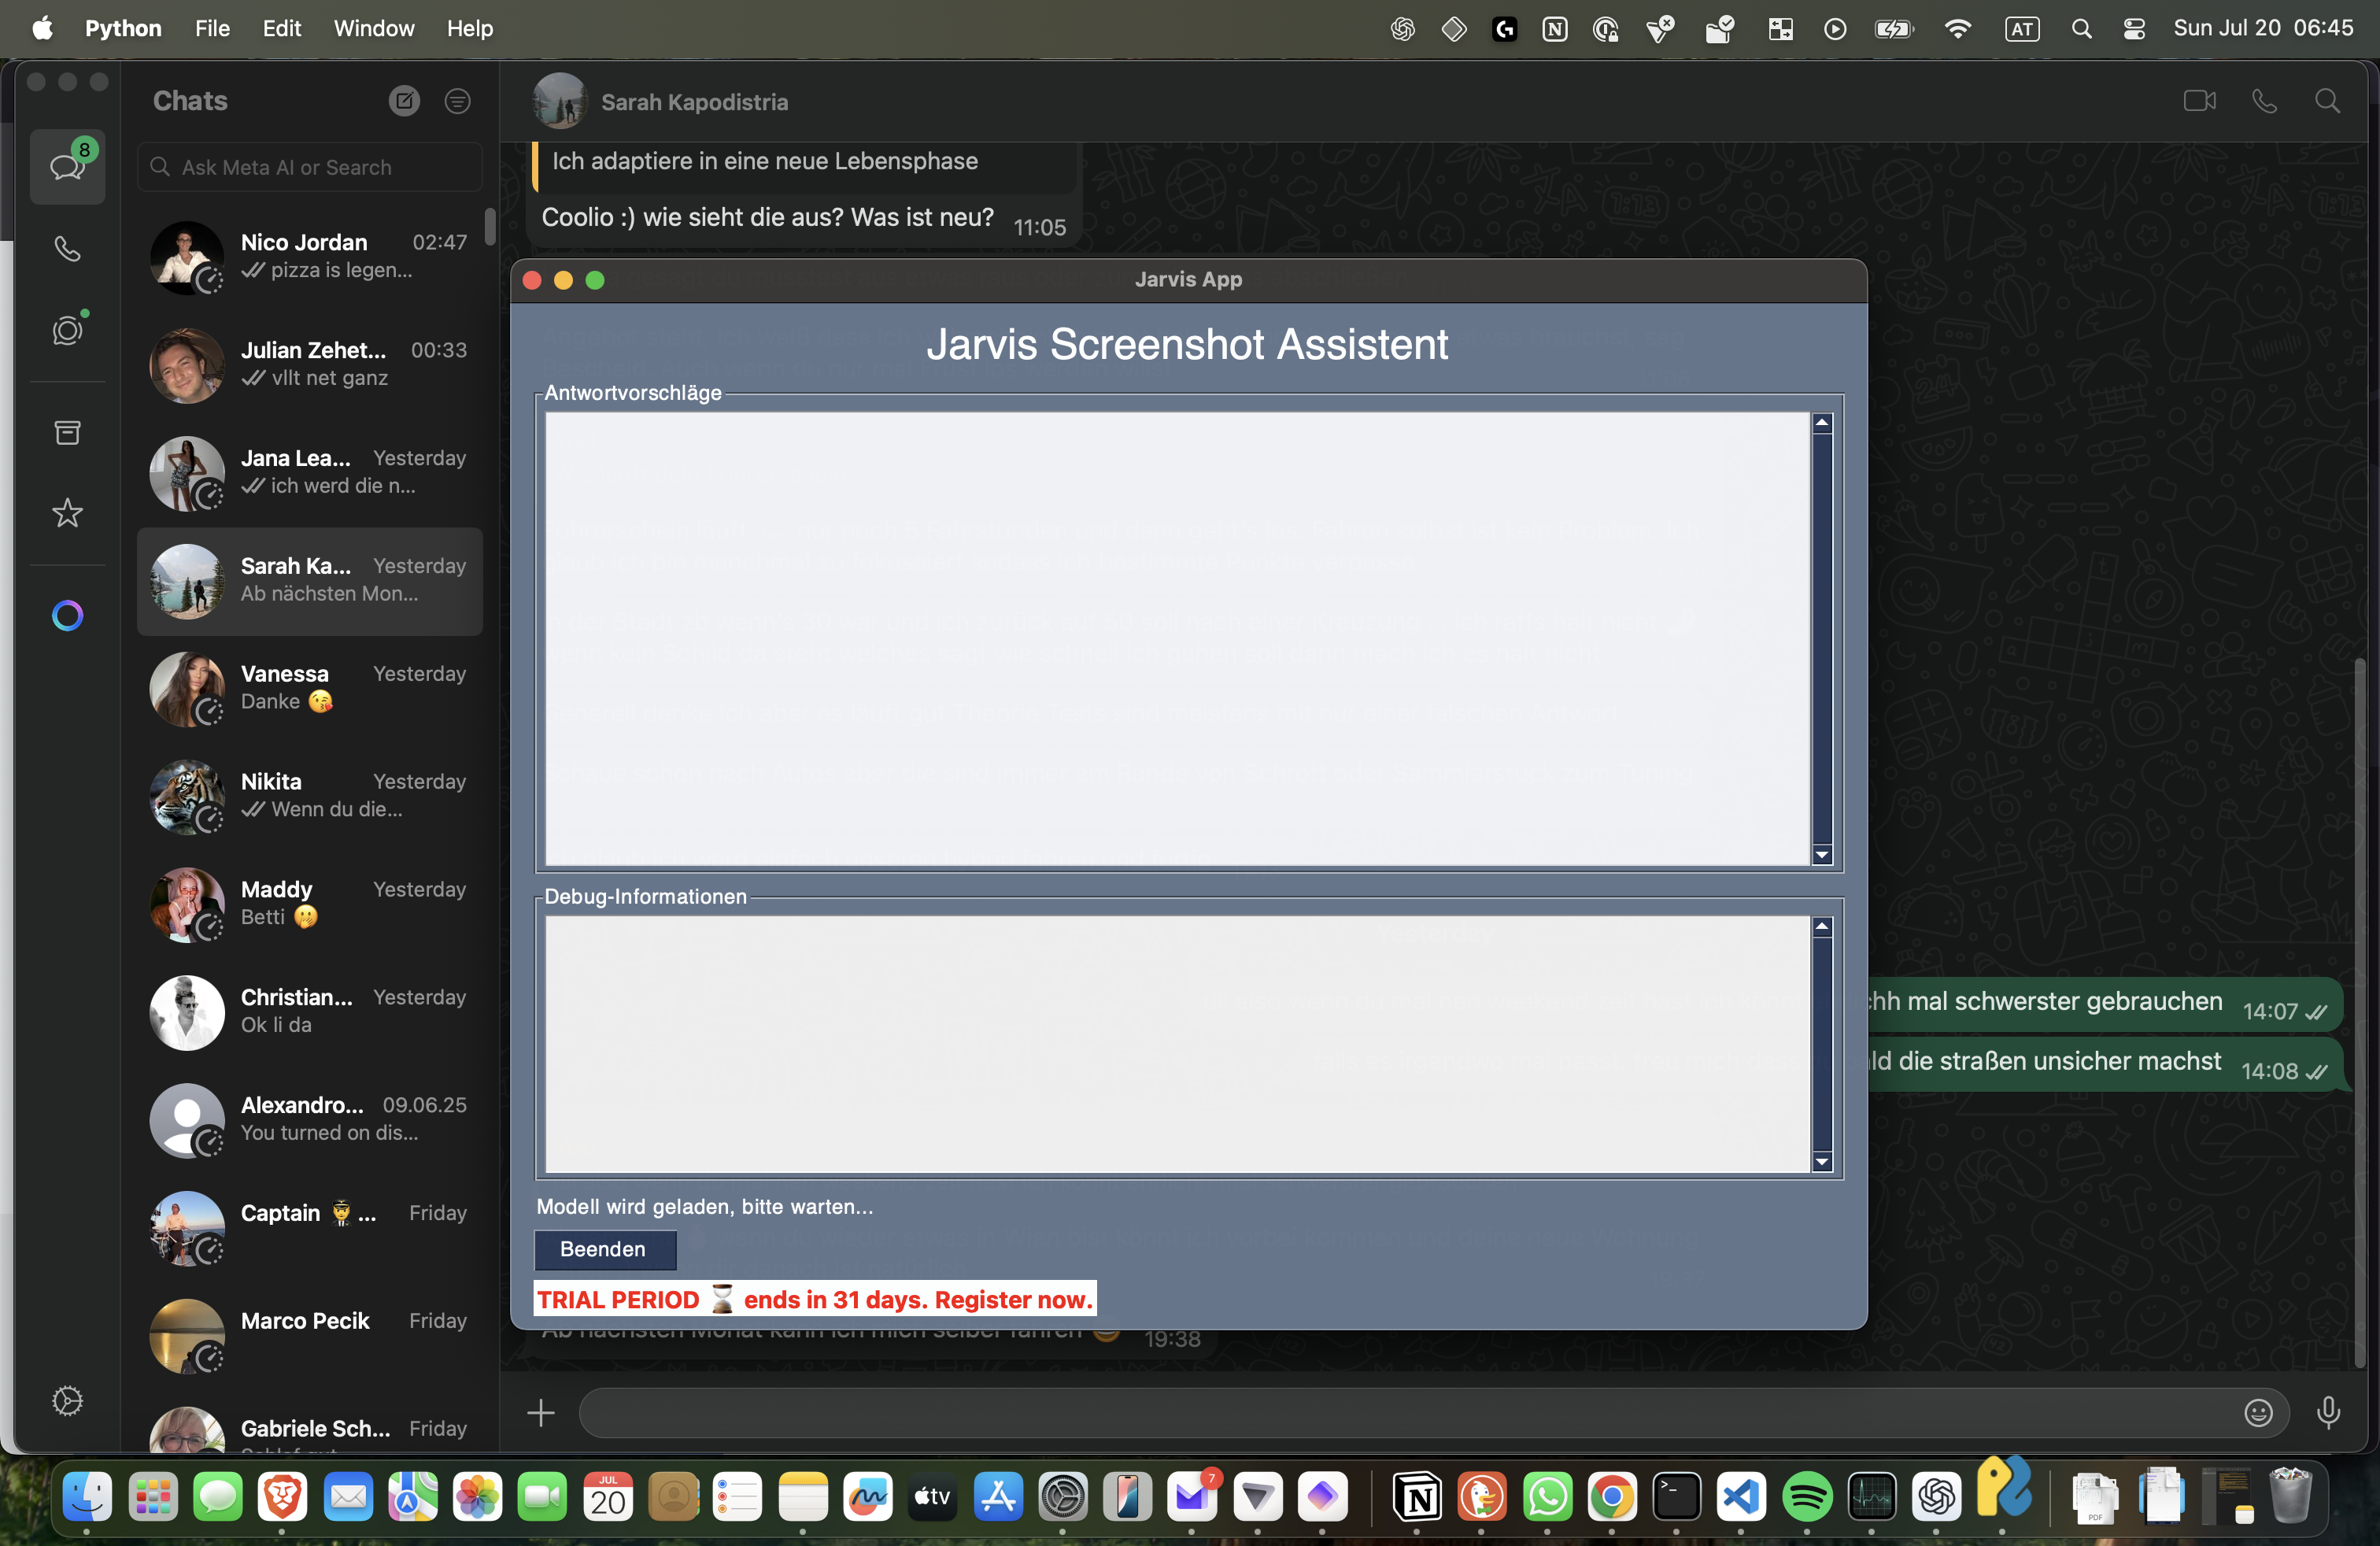 Python File Edit Window Help
AT
Sun Jul 20 06:45
Chats
8
Ask Meta AI or Search
Nico Jordan 02:47
pizza is legen...
Julian Zehet... 00:33
vllt net ganz
Jana Lea... Yesterday
ich werd die n...
Sarah Ka... Yesterday
Ab nächsten Mon...
Vanessa Yesterday
Danke 😘
Nikita Yesterday
Wenn du die...
Maddy Yesterday
Betti 🤭
Christian... Yesterday
Ok li da
Alexandro... 09.06.25
You turned on dis...
Captain 👨‍✈️ ... Friday
Marco Pecik Friday
Gabriele Sch... Friday
Sarah Kapodistria
Ich adaptiere in eine neue Lebensphase
Coolio :) wie sieht die aus? Was ist neu? 11:05
Jarvis App
Jarvis Screenshot Assistent
Antwortvorschläge
Debug-Informationen
Modell wird geladen, bitte warten...
Beenden
TRIAL PERIOD ⏳ ends in 31 days. Register now.
chh mal schwerster gebrauchen 14:07
ald die straßen unsicher machst 14:08
Ab nächsten Monat kann ich mich selber fahren 19:38
JUL
20
tv
7
PDF